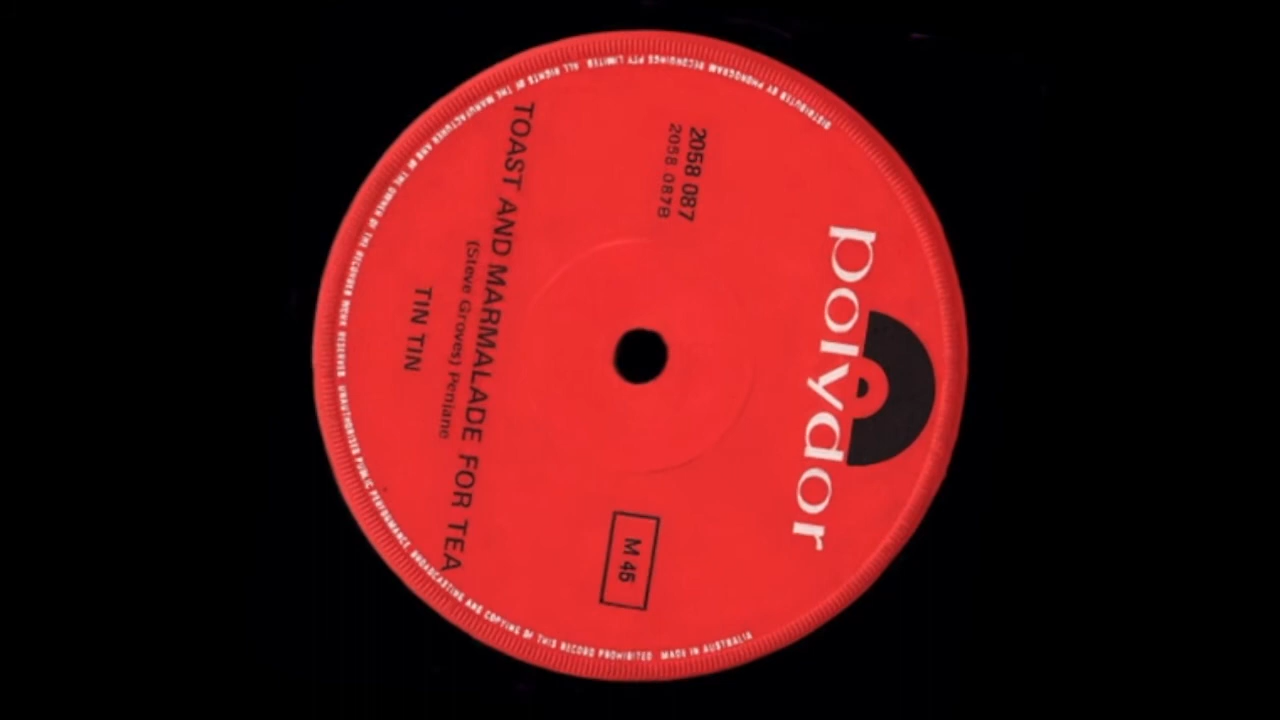 polydor
2058 087
2058 087B
M 45
TOAST AND MARMALADE FOR TEA
(Steve Groves) Penjane
TIN TIN
DISTRIBUTED BY PHONOGRAM RECORDINGS PTY LIMITED ALL RIGHTS OF THE MANUFACTURER AND OF THE OWNER OF THE RECORDED WORK RESERVED UNAUTHORISED PUBLIC PERFORMANCE BROADCASTING AND COPYING OF THIS RECORD PROHIBITED MADE IN AUSTRALIA